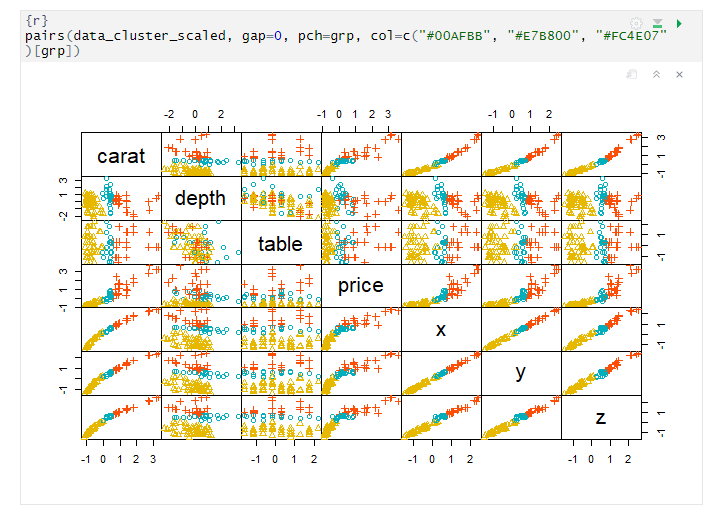 {r}
pairs(data_cluster_scaled, gap=0, pch=grp, col=c("#00AFBB", "#E7B800", "#FC4E07"
)[grp])
-2 0 2 -1 0 1 2 3 -1 0 1 2
carat 3 1 -1
3 1 -2 depth
table 1 -1
3 1 -1 price
x 1 -1
1 -1 y
z 1 -1
-1 0 1 2 3 -1 0 1 2 -1 0 1 2 -1 0 1 2